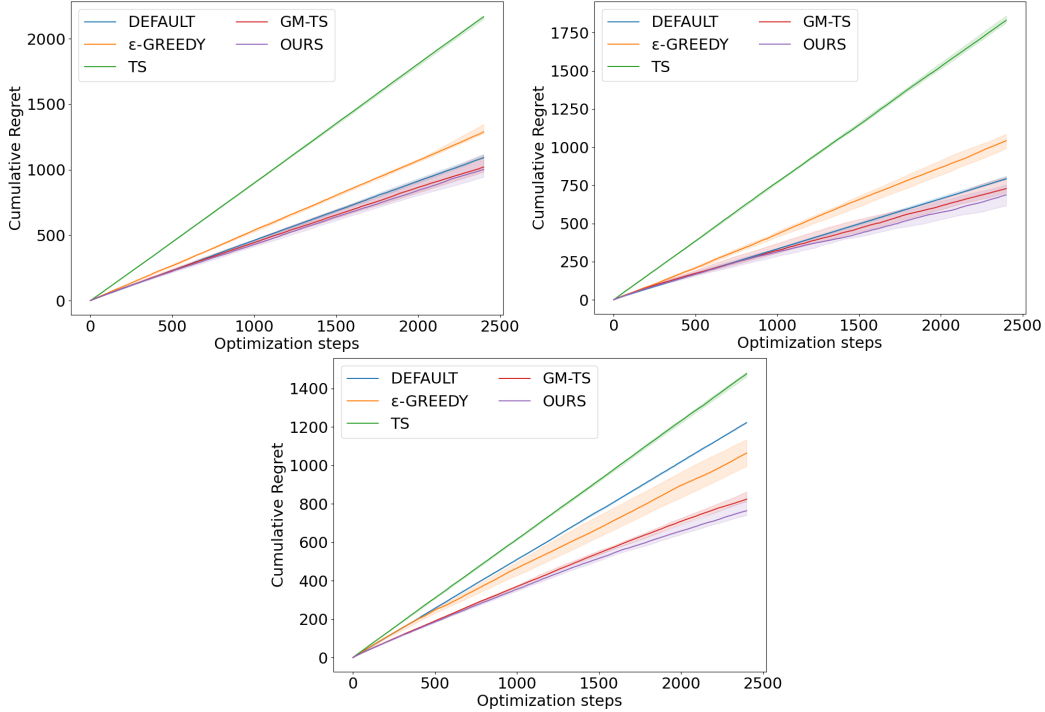 DEFAULT GM-TS
ε-GREEDY OURS
TS
Cumulative Regret
2000
1500
1000
500
0
0 500 1000 1500 2000 2500
Optimization steps
DEFAULT GM-TS
ε-GREEDY OURS
TS
Cumulative Regret
1750
1500
1250
1000
750
500
250
0
0 500 1000 1500 2000 2500
Optimization steps
DEFAULT GM-TS
ε-GREEDY OURS
TS
Cumulative Regret
1400
1200
1000
800
600
400
200
0
0 500 1000 1500 2000 2500
Optimization steps